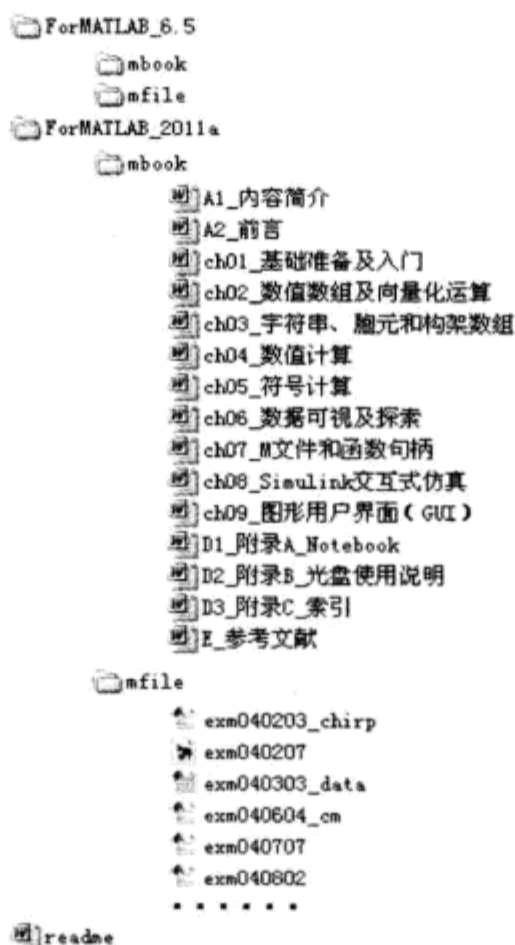 ForMATLAB_6.5
mbook
mfile
ForMATLAB_2011a
mbook
A1_内容简介
A2_前言
ch01_基础准备及入门
ch02_数值数组及向量化运算
ch03_字符串、胞元和构架数组
ch04_数值计算
ch05_符号计算
ch06_数据可视及探索
ch07_M文件和函数句柄
ch08_Simulink交互式仿真
ch09_图形用户界面(GUI)
D1_附录A_Notebook
D2_附录B_光盘使用说明
D3_附录C_索引
E_参考文献
mfile
exm040203_chirp
exm040207
exm040303_data
exm040604_cm
exm040707
exm040802
......
readme